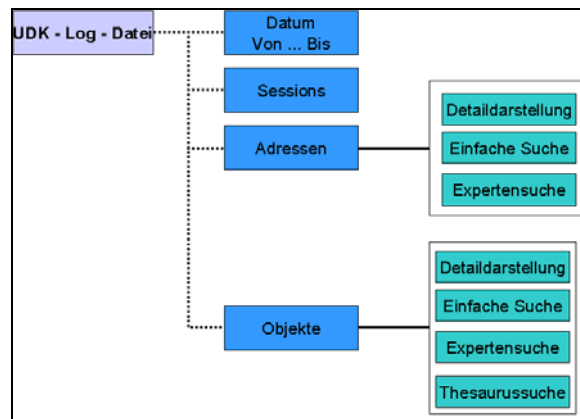 UDK - Log - Datei
Datum
Von ... Bis
Sessions
Adressen
Detaildarstellung
Einfache Suche
Expertensuche
Objekte
Detaildarstellung
Einfache Suche
Expertensuche
Thesaurussuche